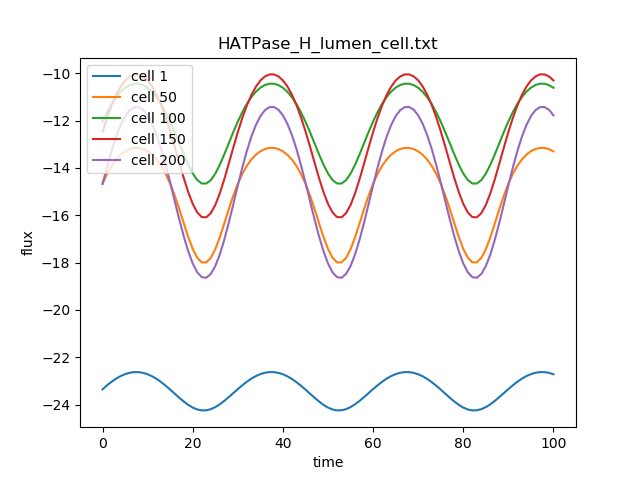 HATPase_H_lumen_cell.txt
cell 1
cell 50
cell 100
cell 150
cell 200
−10
−12
−14
−16
−18
−20
−22
−24
flux
0 20 40 60 80 100
time